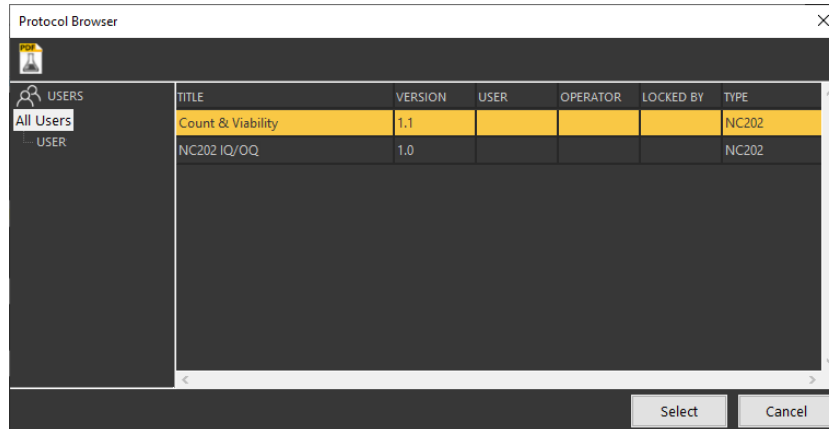 Protocol Browser
PDF
USERS
All Users
USER
TITLE VERSION USER OPERATOR LOCKED BY TYPE
Count & Viability 1.1 NC202
NC202 IQ/OQ 1.0 NC202
Select Cancel